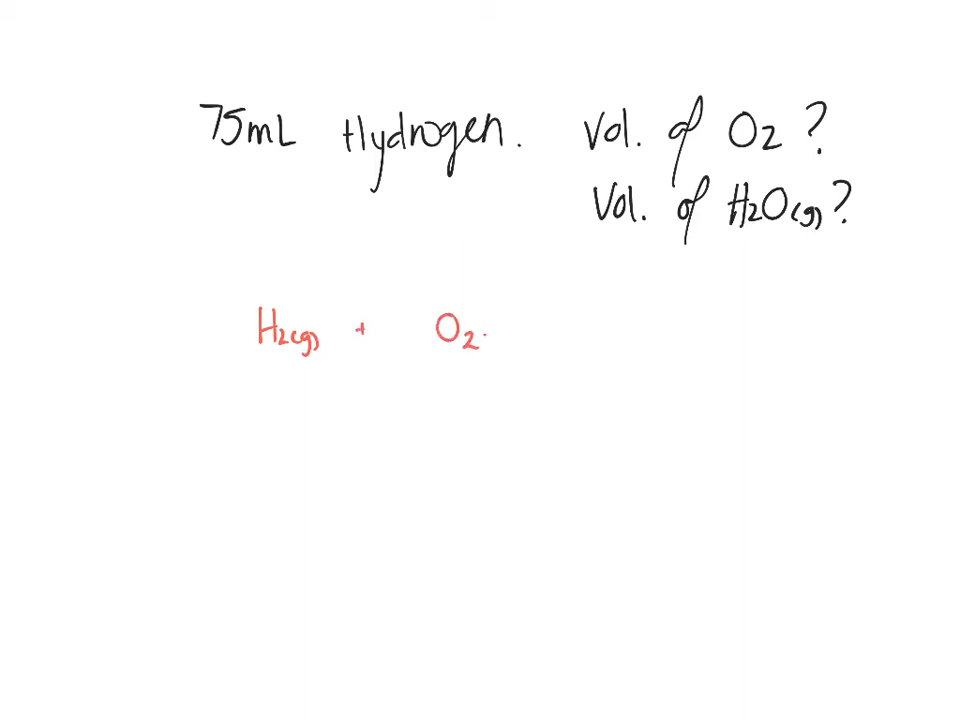 75mL Hydrogen. Vol. of O2?
Vol. of H2O(g)?
H2(g) + O2.